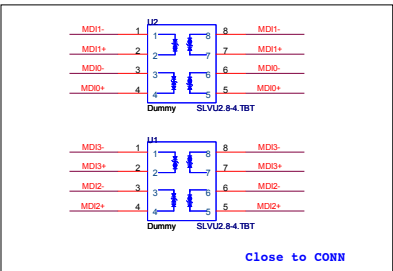 U2
MDI1- 1 1 8 8 MDI1-
MDI1+ 2 2 7 7 MDI1+
MDI0- 3 3 6 6 MDI0-
MDI0+ 4 4 5 5 MDI0+
Dummy SLVU2.8-4.TBT
U1
MDI3- 1 1 8 8 MDI3-
MDI3+ 2 2 7 7 MDI3+
MDI2- 3 3 6 6 MDI2-
MDI2+ 4 4 5 5 MDI2+
Dummy SLVU2.8-4.TBT
Close to CONN